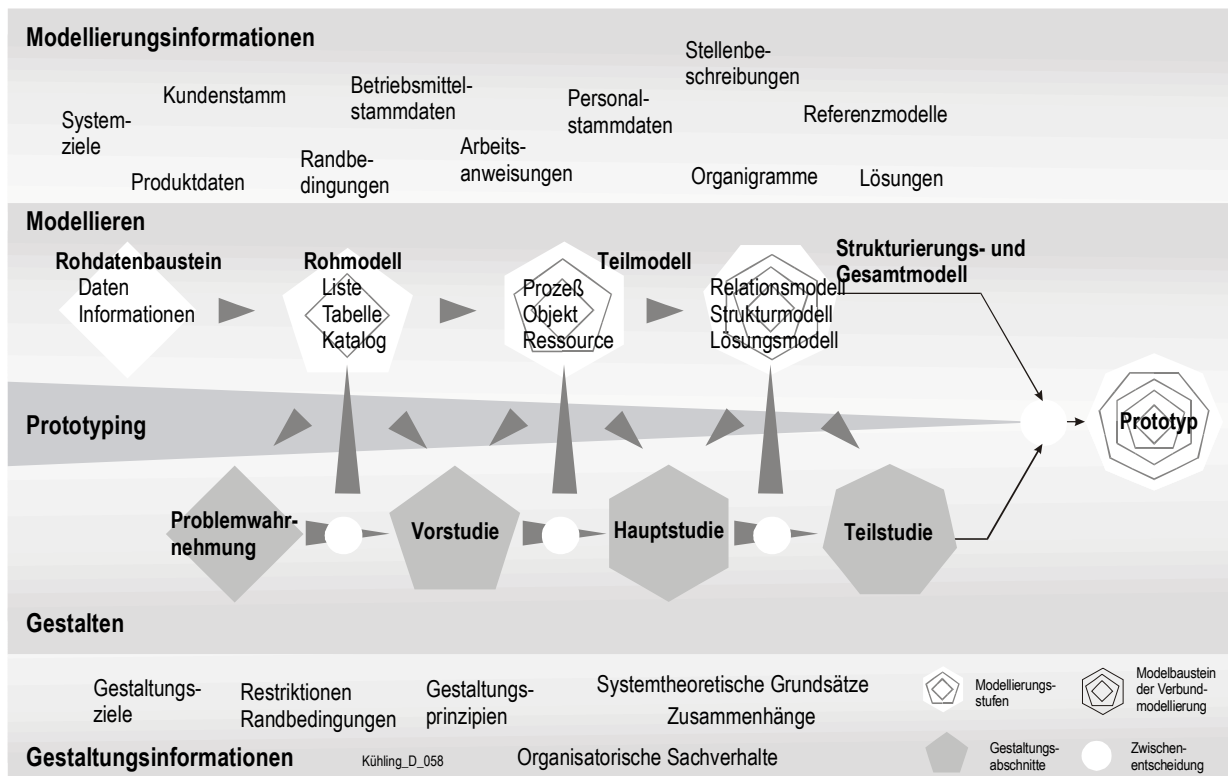 Modellierungsinformationen
Stellenbe-
schreibungen
Kundenstamm
Betriebsmittel-
stammdaten
Personal-
stammdaten
Referenzmodelle
System-
ziele
Arbeits-
anweisungen
Randbe-
dingungen
Produktdaten
Organigramme
Lösungen
Modellieren
Rohdatenbaustein
Daten
Informationen
Rohmodell
Liste
Tabelle
Katalog
Teilmodell
Prozeß
Objekt
Ressource
Relationsmodell
Strukturmodell
Lösungsmodell
Strukturierungs- und
Gesamtmodell
Prototyping
Prototyp
Problemwahr-
nehmung
Vorstudie
Hauptstudie
Teilstudie
Gestalten
Gestaltungs-
ziele
Restriktionen
Randbedingungen
Gestaltungs-
prinzipien
Systemtheoretische Grundsätze
Zusammenhänge
Modellierungs-
stufen
Modelbaustein
der Verbund-
modellierung
Gestaltungsinformationen
Kühling_D_058
Organisatorische Sachverhalte
Gestaltungs-
abschnitte
Zwischen-
entscheidung